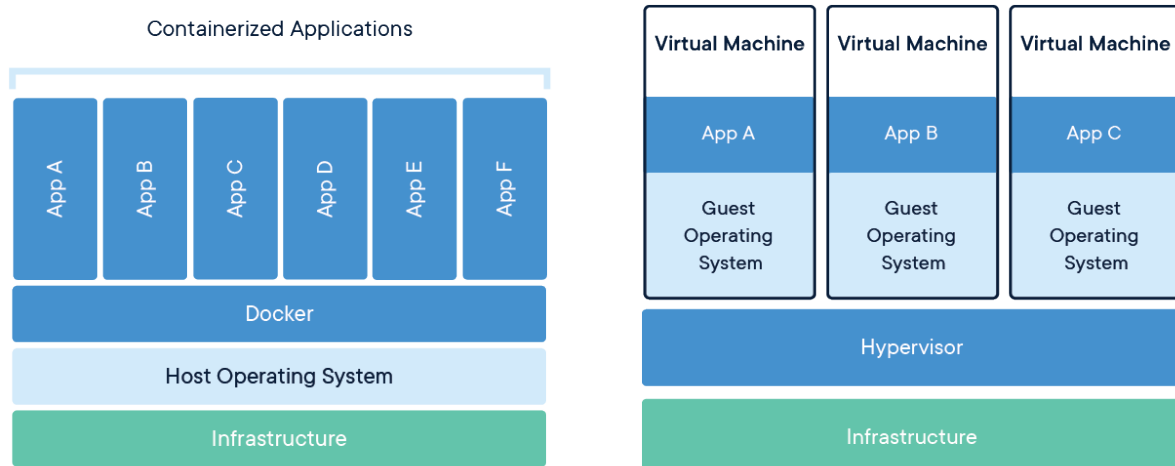 Containerized Applications
App A
App B
App C
App D
App E
App F
Docker
Host Operating System
Infrastructure
Virtual Machine
App A
Guest
Operating
System
Virtual Machine
App B
Guest
Operating
System
Virtual Machine
App C
Guest
Operating
System
Hypervisor
Infrastructure